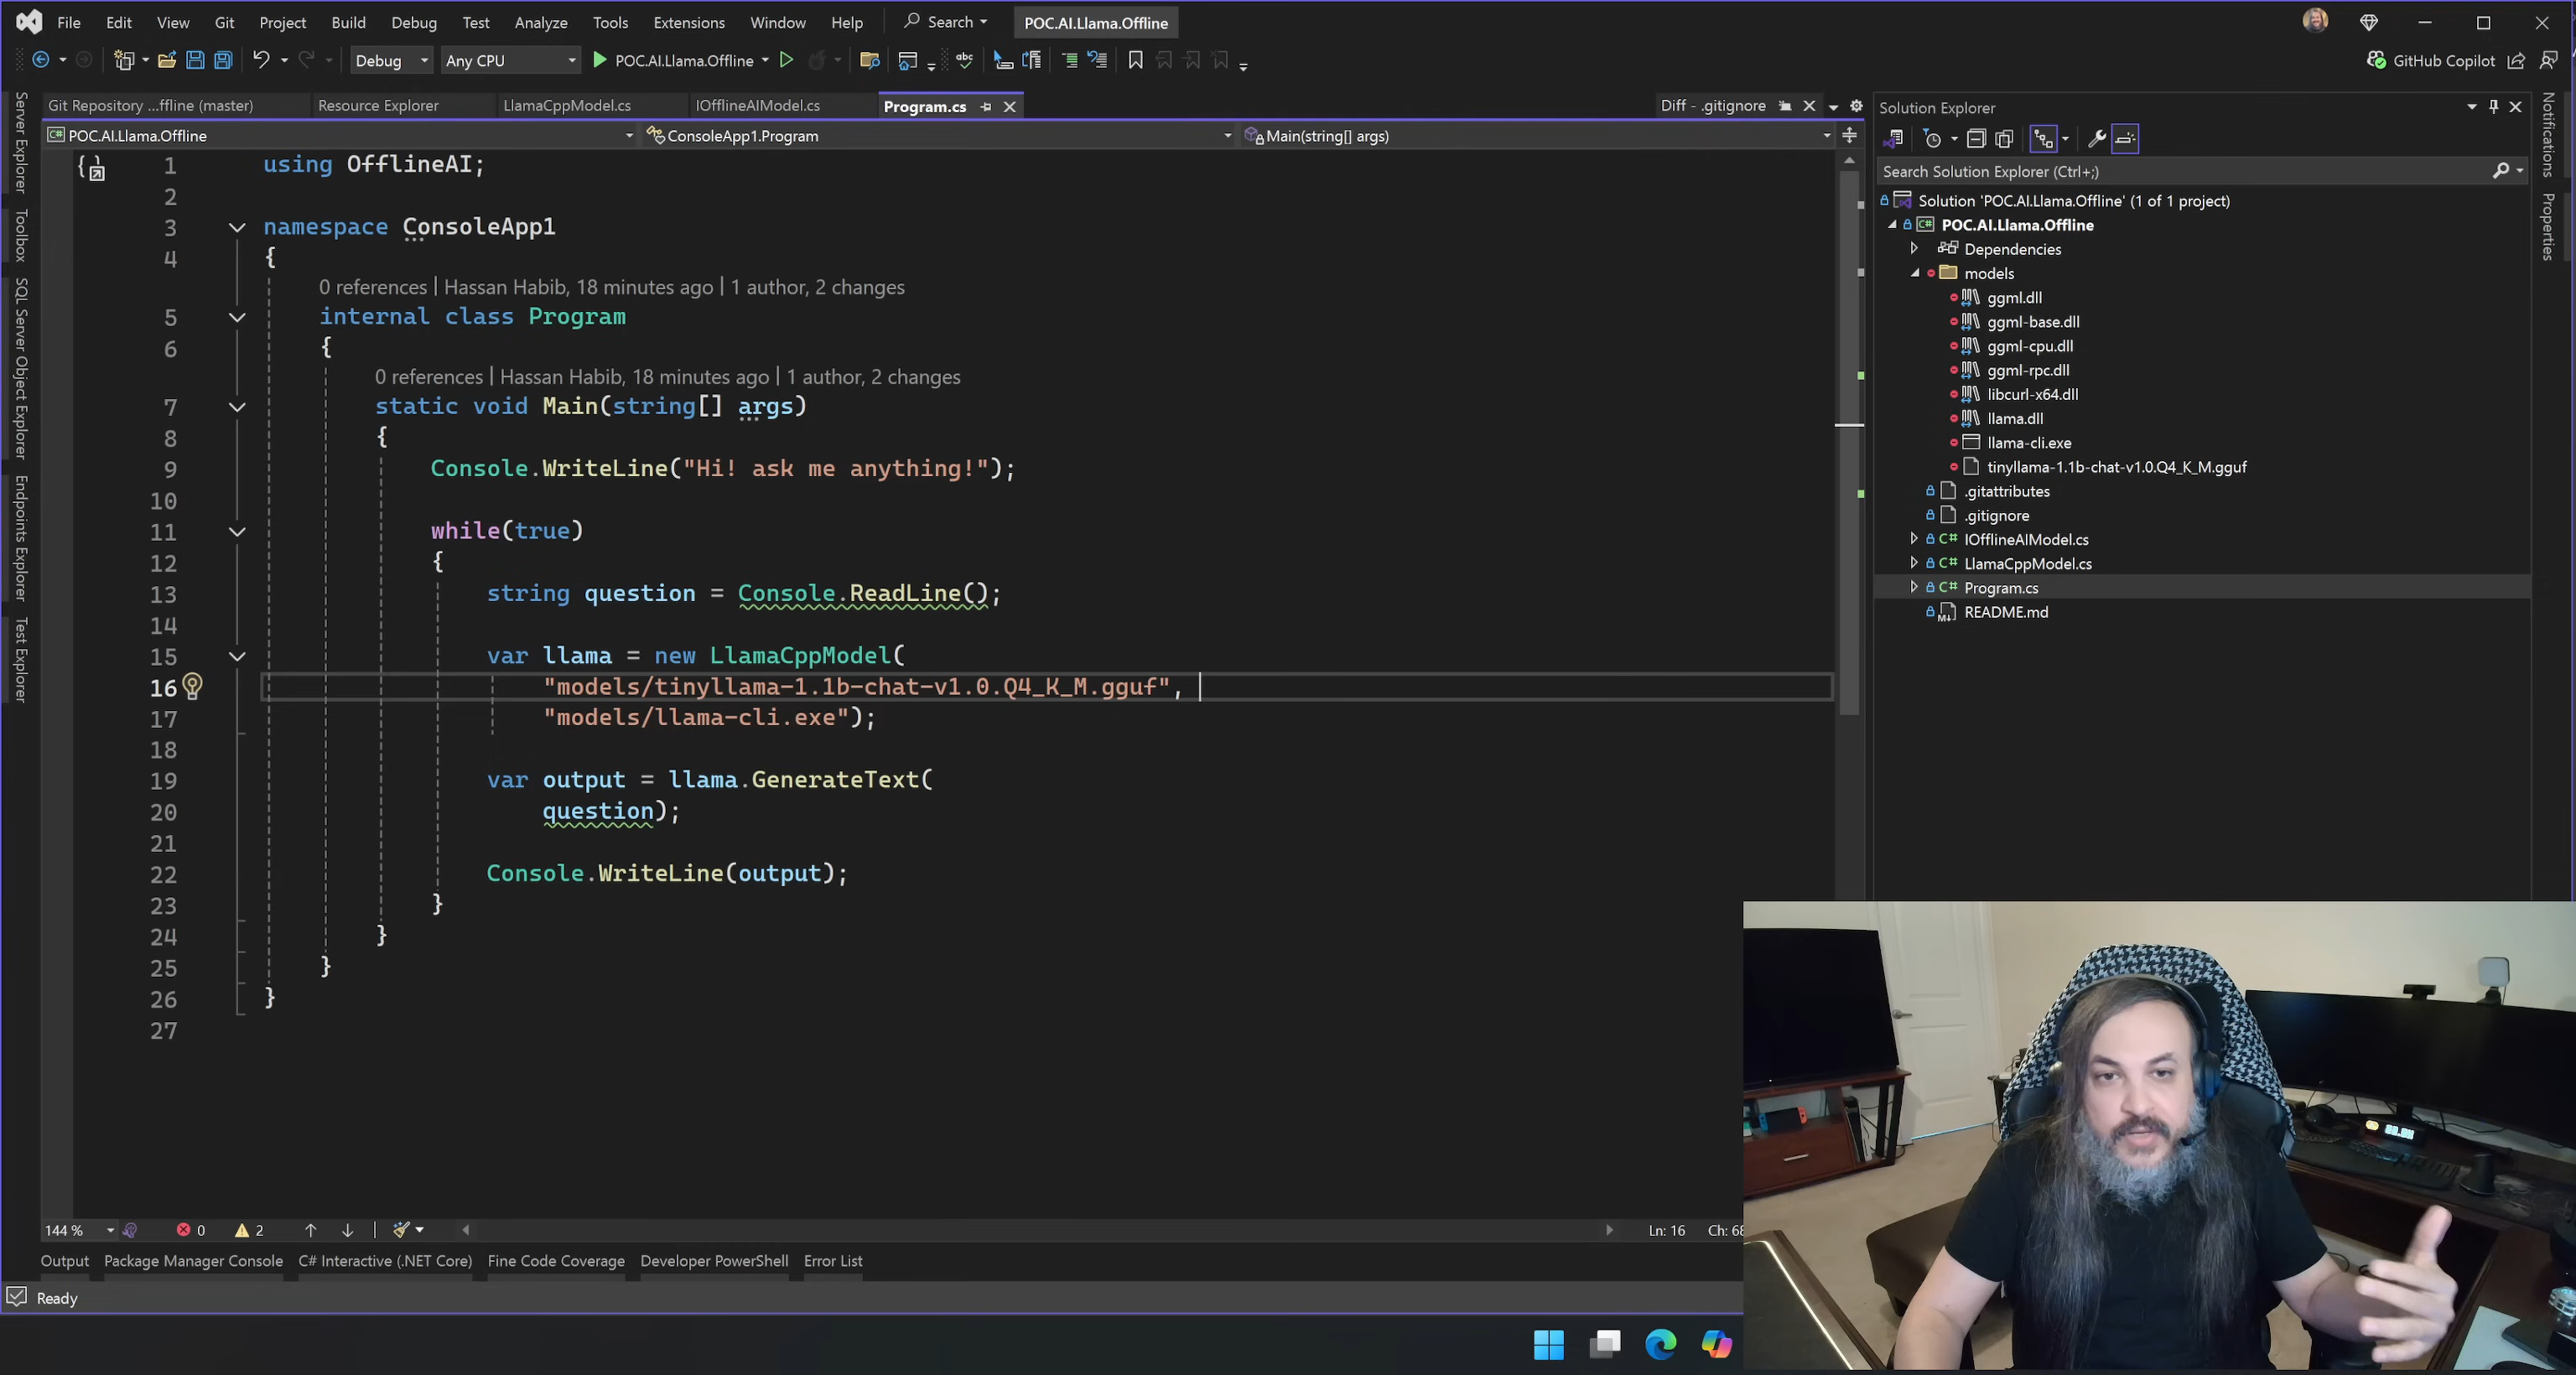 File Edit View Git Project Build Debug Test Analyze Tools Extensions Window Help Search POC.AI.Llama.Offline
Debug Any CPU POC.AI.Llama.Offline GitHub Copilot
Git Repository ...ffline (master) Resource Explorer LlamaCppModel.cs IOfflineAIModel.cs Program.cs Diff - .gitignore
POC.AI.Llama.Offline ConsoleApp1.Program Main(string[] args)
Server Explorer
Toolbox
SQL Server Object Explorer
Endpoints Explorer
Test Explorer
1 using OfflineAI;
2
3 namespace ConsoleApp1
4 {
0 references | Hassan Habib, 18 minutes ago | 1 author, 2 changes
5 internal class Program
6 {
0 references | Hassan Habib, 18 minutes ago | 1 author, 2 changes
7 static void Main(string[] args)
8 {
9 Console.WriteLine("Hi! ask me anything!");
10
11 while(true)
12 {
13 string question = Console.ReadLine();
14
15 var llama = new LlamaCppModel(
16 "models/tinyllama-1.1b-chat-v1.0.Q4_K_M.gguf",
17 "models/llama-cli.exe");
18
19 var output = llama.GenerateText(
20 question);
21
22 Console.WriteLine(output);
23 }
24 }
25 }
26 }
27
144 % 0 2 Ln: 16 Ch: 68
Output Package Manager Console C# Interactive (.NET Core) Fine Code Coverage Developer PowerShell Error List
Ready
Solution Explorer
Search Solution Explorer (Ctrl+;)
Solution 'POC.AI.Llama.Offline' (1 of 1 project)
C# POC.AI.Llama.Offline
Dependencies
models
ggml.dll
ggml-base.dll
ggml-cpu.dll
ggml-rpc.dll
libcurl-x64.dll
llama.dll
llama-cli.exe
tinyllama-1.1b-chat-v1.0.Q4_K_M.gguf
.gitattributes
.gitignore
C# IOfflineAIModel.cs
C# LlamaCppModel.cs
C# Program.cs
README.md
Notifications
Properties